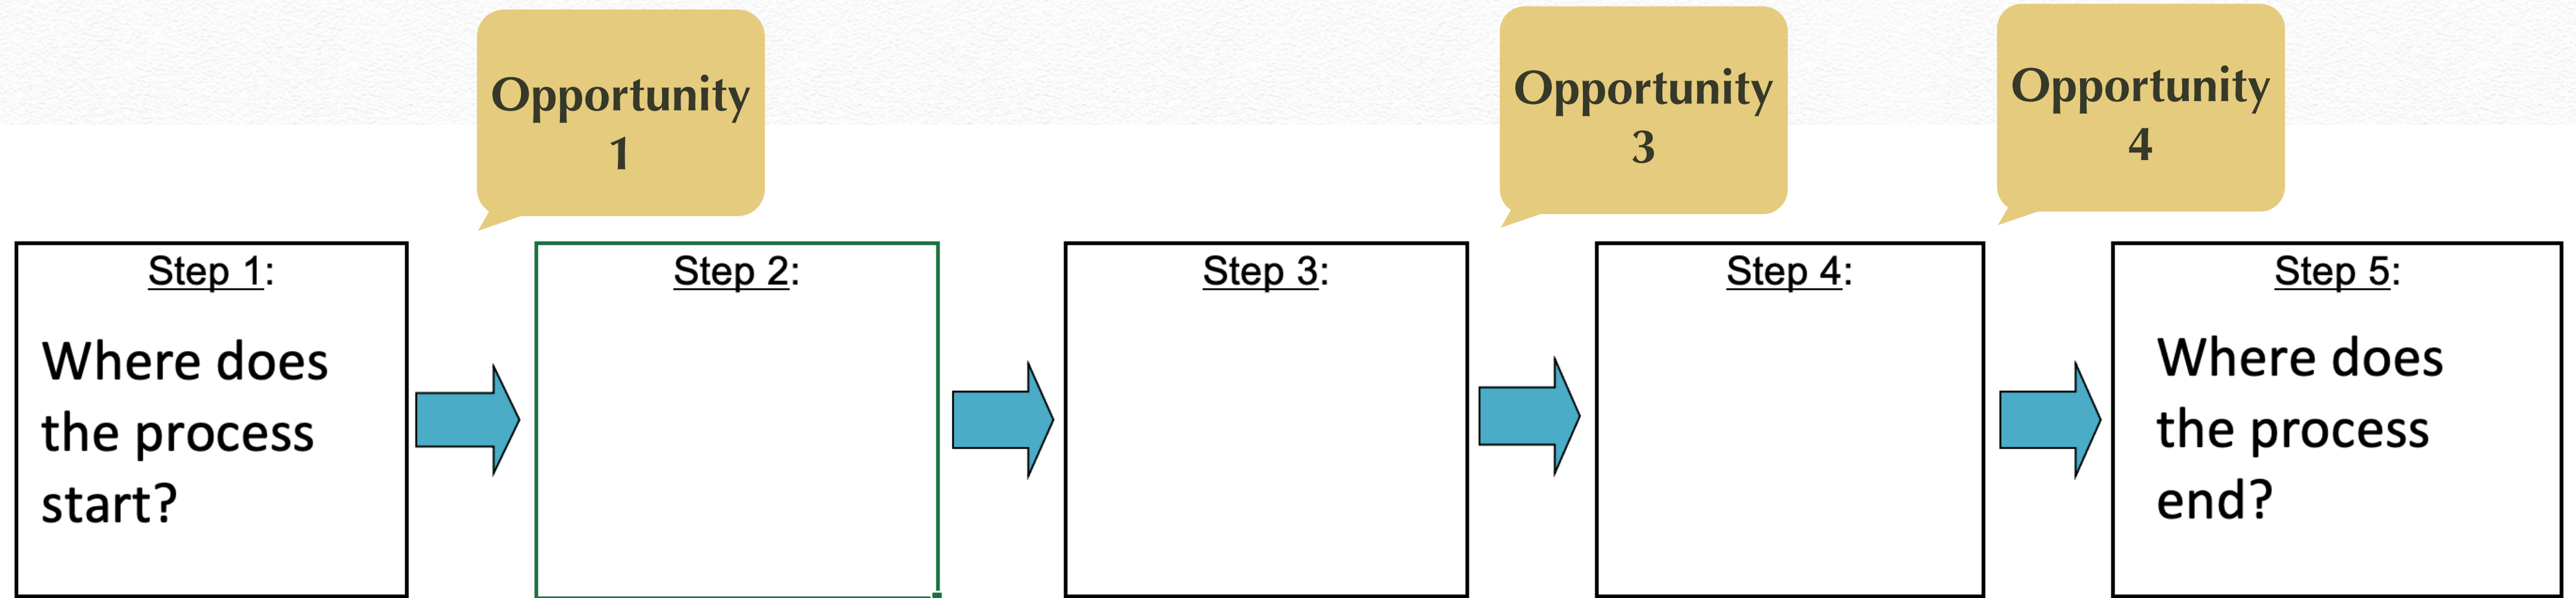 Opportunity
1
Opportunity
3
Opportunity
4
Step 1:
Where does
the process
start?
Step 2:
Step 3:
Step 4:
Step 5:
Where does
the process
end?